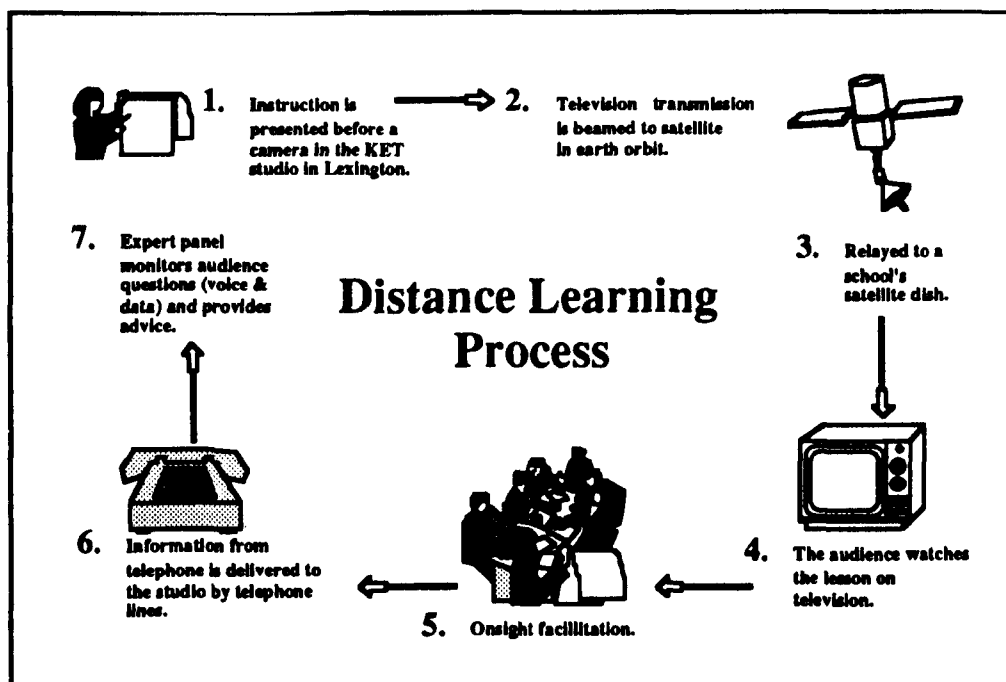 1. Instruction is
presented before a
camera in the KET
studio in Lexington.
2. Television transmission
is beamed to satellite
in earth orbit.
3. Relayed to a
school's
satellite dish.
4. The audience watches
the lesson on
television.
5. Onsight facillitation.
6. Information from
telephone is delivered to
the studio by telephone
lines.
7. Expert panel
monitors audience
questions (voice &
data) and provides
advice.
Distance Learning
Process